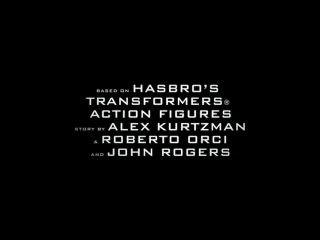 BASED ON HASBRO'S
TRANSFORMERS®
ACTION FIGURES
STORY BY ALEX KURTZMAN
& ROBERTO ORCI
AND JOHN ROGERS